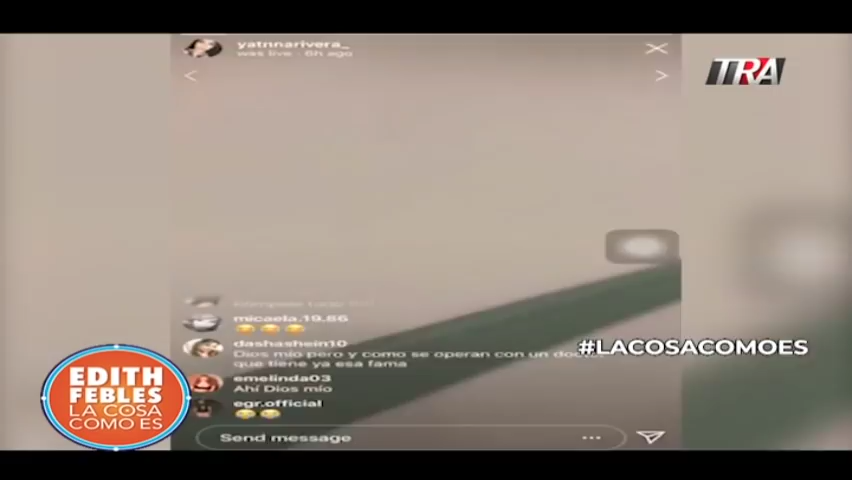 yatnnarivera_
was live · 6h ago
TRA
micaela.19.86
dashashein10
Dios mío pero y como se operan con un
que tiene ya esa fama
emelinda03
Ahí Dios mío
egr.official
#LACOSACOMOES
EDITH
FEBLES
LA COSA
COMO ES
Send message